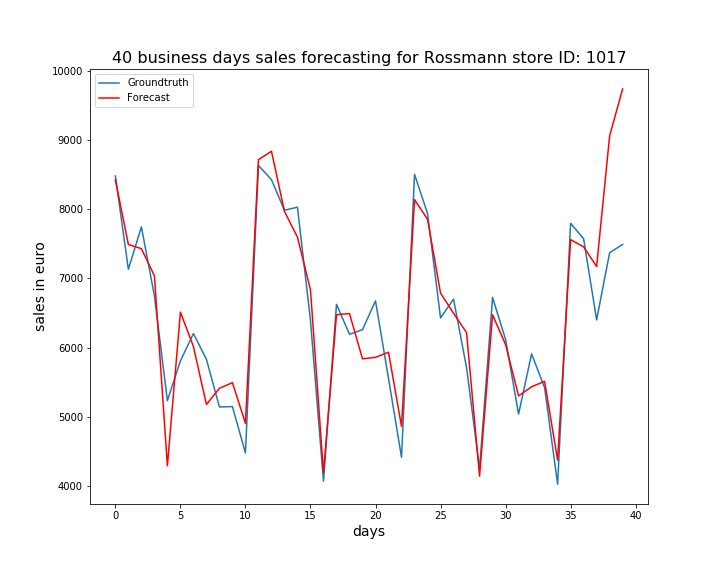 40 business days sales forecasting for Rossmann store ID: 1017
Groundtruth
Forecast
sales in euro
10000
9000
8000
7000
6000
5000
4000
0 5 10 15 20 25 30 35 40
days